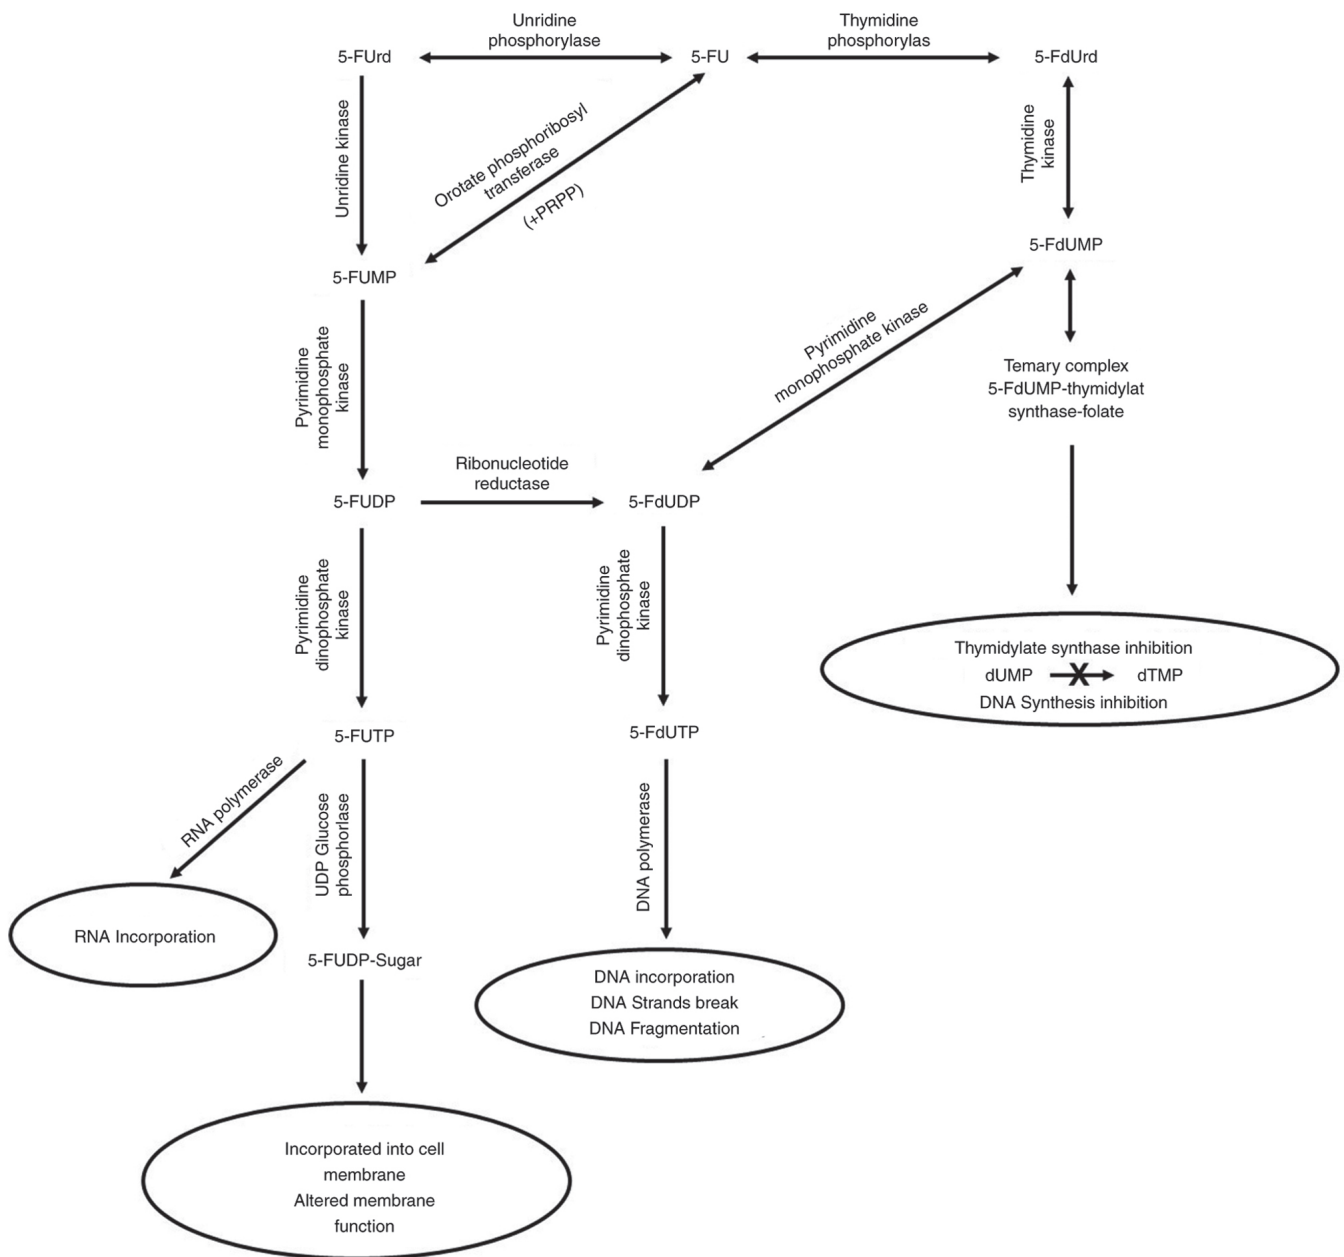 Unridine
phosphorylase
Thymidine
phosphorylas
5-FUrd
5-FU
5-FdUrd
Unridine kinase
Orotate phosphoribosyl
transferase
(+PRPP)
Thymidine
kinase
5-FdUMP
5-FUMP
Pyrimidine
monophosphate
kinase
Pyrimidine
monophosphate kinase
Temary complex
5-FdUMP-thymidylat
synthase-folate
Ribonucleotide
reductase
5-FUDP
5-FdUDP
Pyrimidine
dinophosphate
kinase
Pyrimidine
dinophosphate
kinase
Thymidylate synthase inhibition
dUMP X dTMP
DNA Synthesis inhibition
5-FUTP
5-FdUTP
RNA polymerase
UDP Glucose
phosphorlase
DNA polymerase
RNA Incorporation
5-FUDP-Sugar
DNA incorporation
DNA Strands break
DNA Fragmentation
Incorporated into cell
membrane
Altered membrane
function